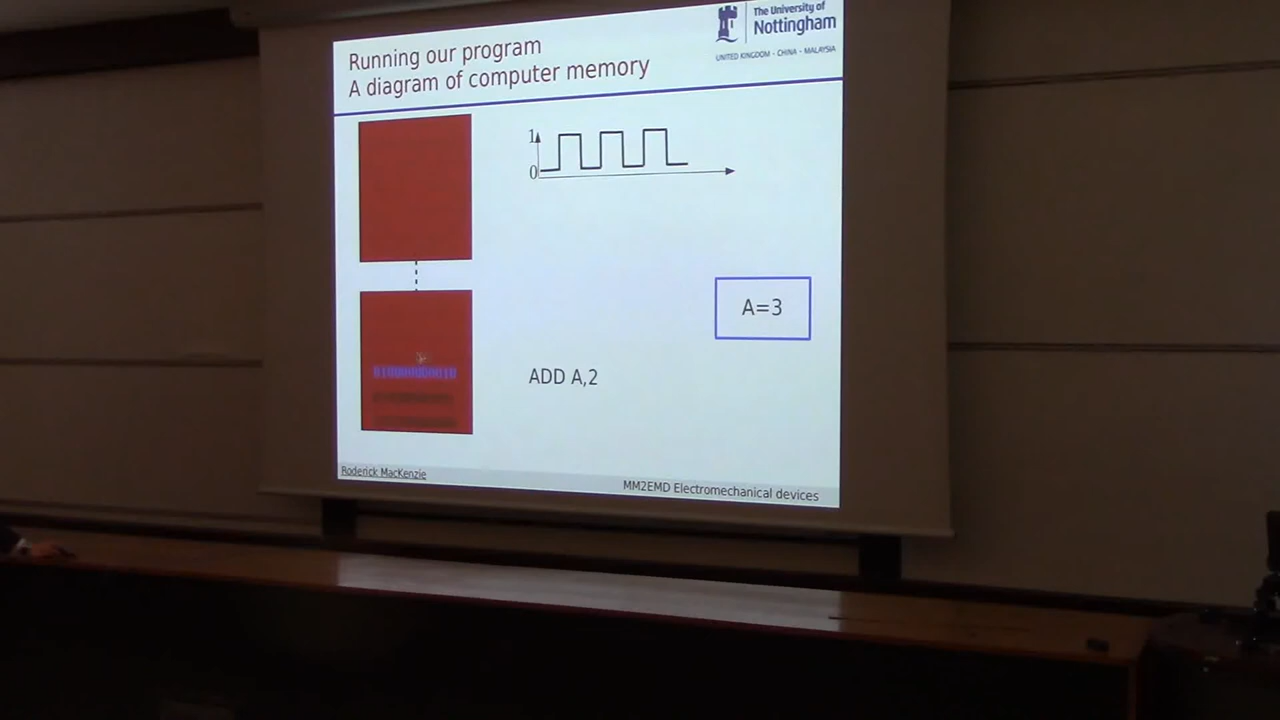 Running our program
A diagram of computer memory
The University of
Nottingham
UNITED KINGDOM · CHINA · MALAYSIA
1
0
A=3
ADD A,2
Roderick MacKenzie
MM2EMD Electromechanical devices